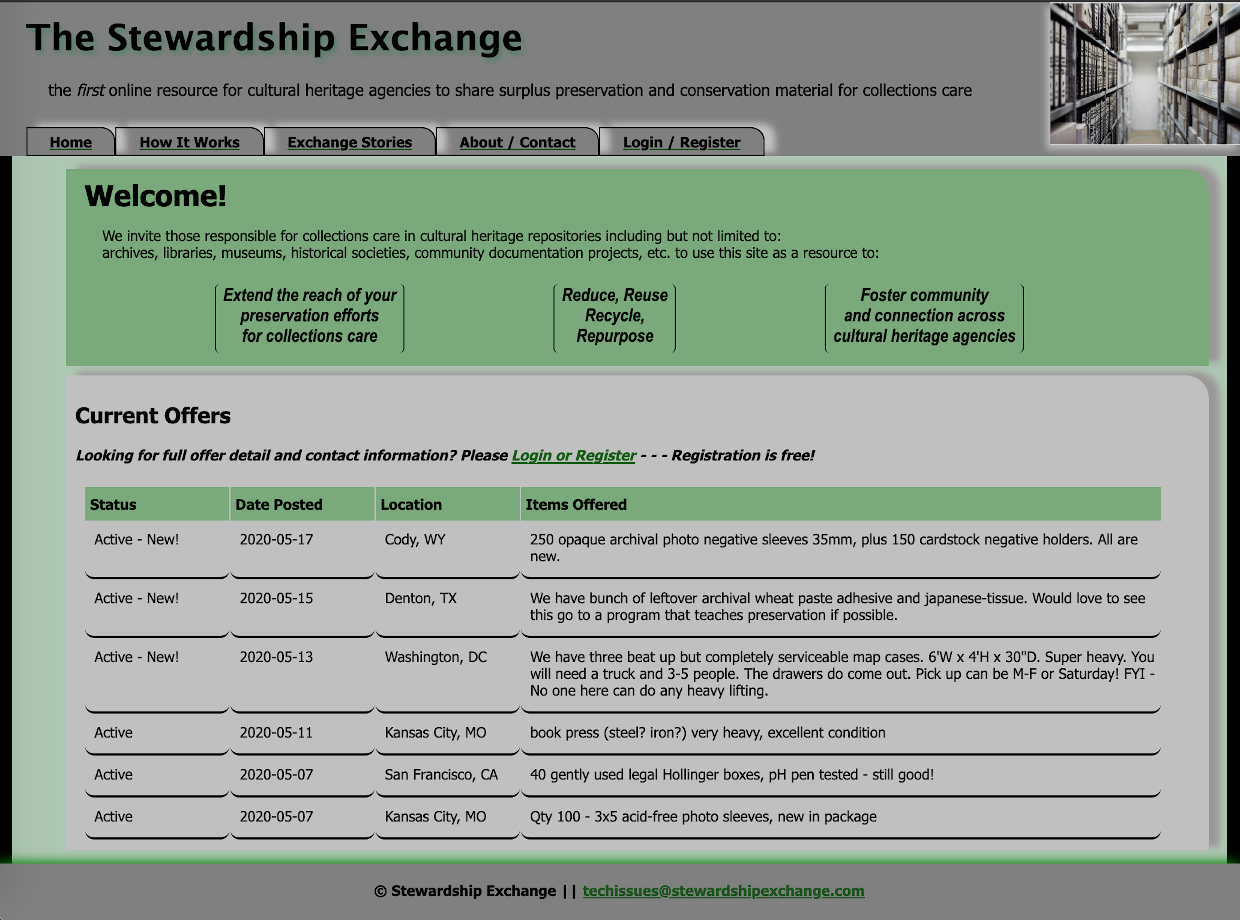 The Stewardship Exchange
the first online resource for cultural heritage agencies to share surplus preservation and conservation material for collections care
Home How It Works Exchange Stories About / Contact Login / Register
Welcome!
We invite those responsible for collections care in cultural heritage repositories including but not limited to:
archives, libraries, museums, historical societies, community documentation projects, etc. to use this site as a resource to:
Extend the reach of your
preservation efforts
for collections care
Reduce, Reuse
Recycle,
Repurpose
Foster community
and connection across
cultural heritage agencies
Current Offers
Looking for full offer detail and contact information? Please Login or Register - - - Registration is free!
Status Date Posted Location Items Offered
Active - New! 2020-05-17 Cody, WY 250 opaque archival photo negative sleeves 35mm, plus 150 cardstock negative holders. All are
new.
Active - New! 2020-05-15 Denton, TX We have bunch of leftover archival wheat paste adhesive and japanese-tissue. Would love to see
this go to a program that teaches preservation if possible.
Active - New! 2020-05-13 Washington, DC We have three beat up but completely serviceable map cases. 6'W x 4'H x 30"D. Super heavy. You
will need a truck and 3-5 people. The drawers do come out. Pick up can be M-F or Saturday! FYI -
No one here can do any heavy lifting.
Active 2020-05-11 Kansas City, MO book press (steel? iron?) very heavy, excellent condition
Active 2020-05-07 San Francisco, CA 40 gently used legal Hollinger boxes, pH pen tested - still good!
Active 2020-05-07 Kansas City, MO Qty 100 - 3x5 acid-free photo sleeves, new in package
© Stewardship Exchange || techissues@stewardshipexchange.com